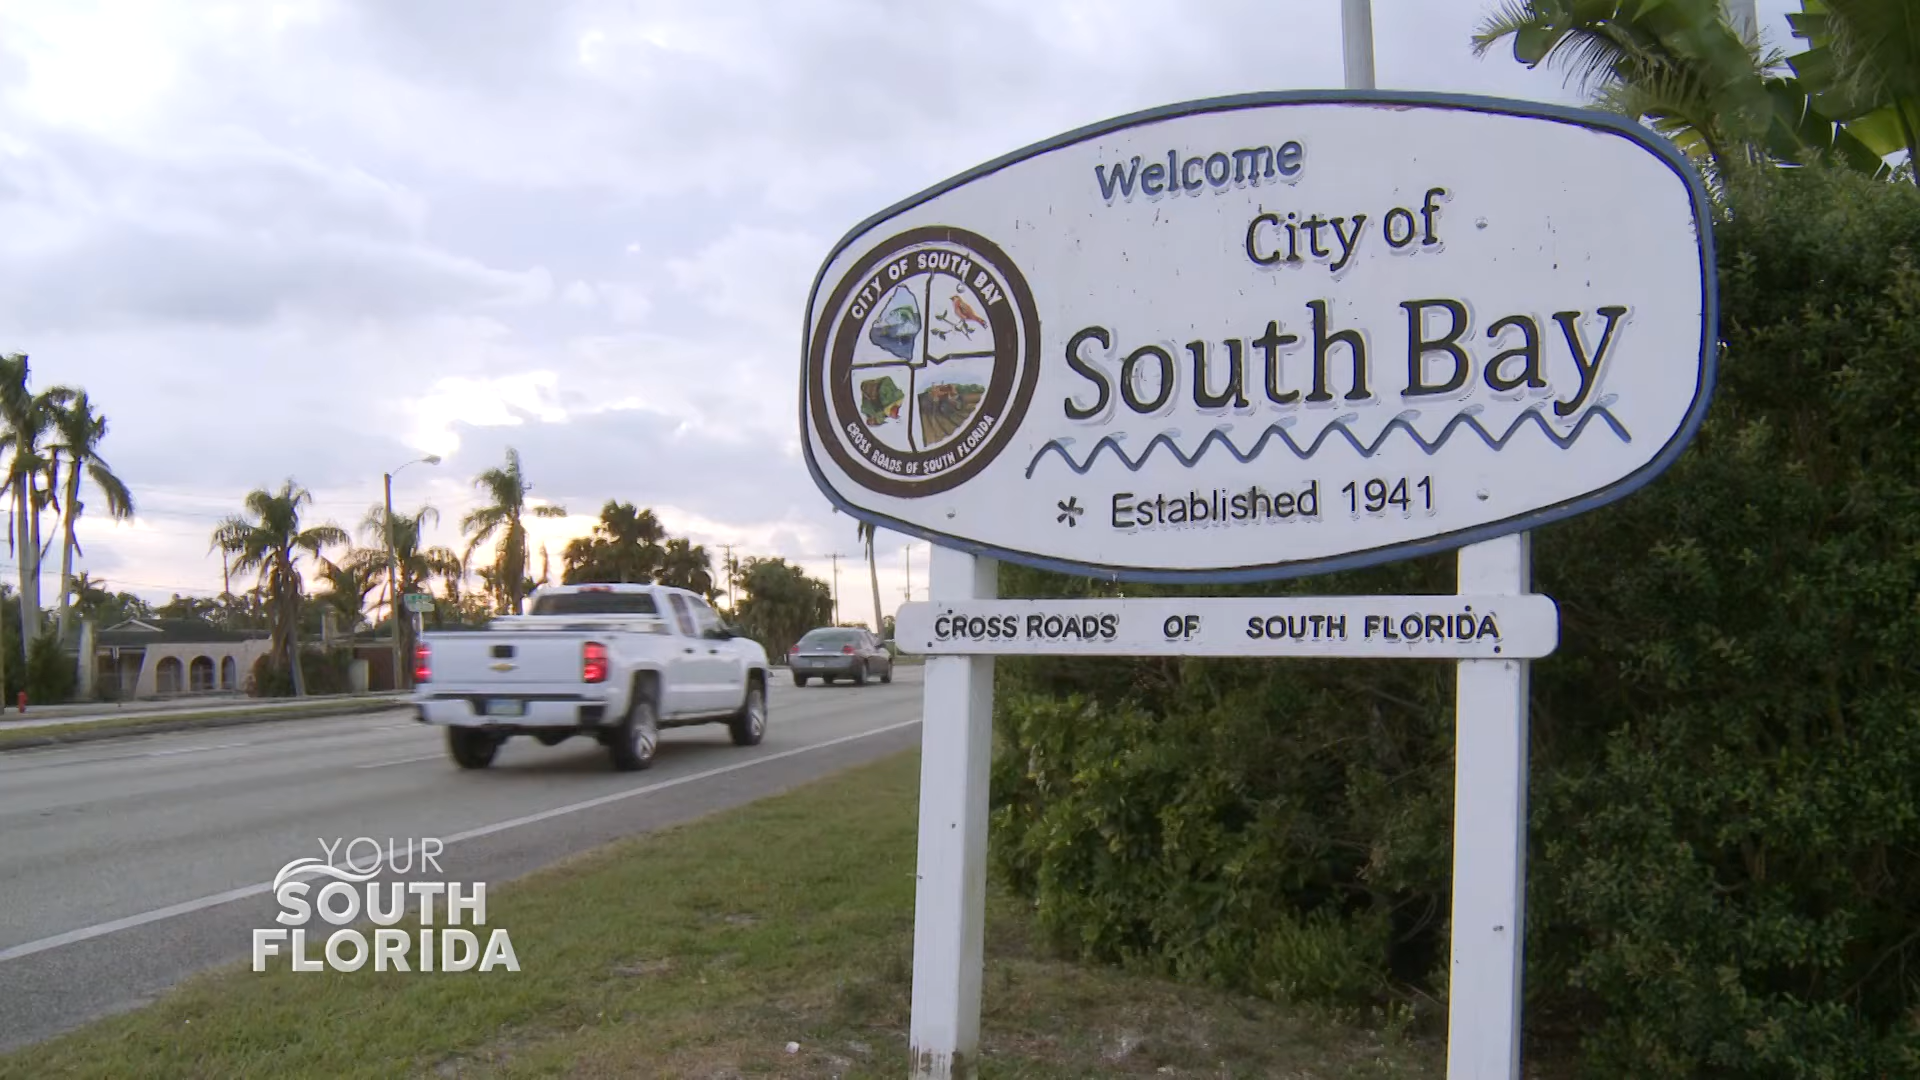 Welcome
City of
South Bay
CITY OF SOUTH BAY
CROSS ROADS OF SOUTH FLORIDA
* Established 1941
CROSS ROADS OF SOUTH FLORIDA
YOUR
SOUTH
FLORIDA